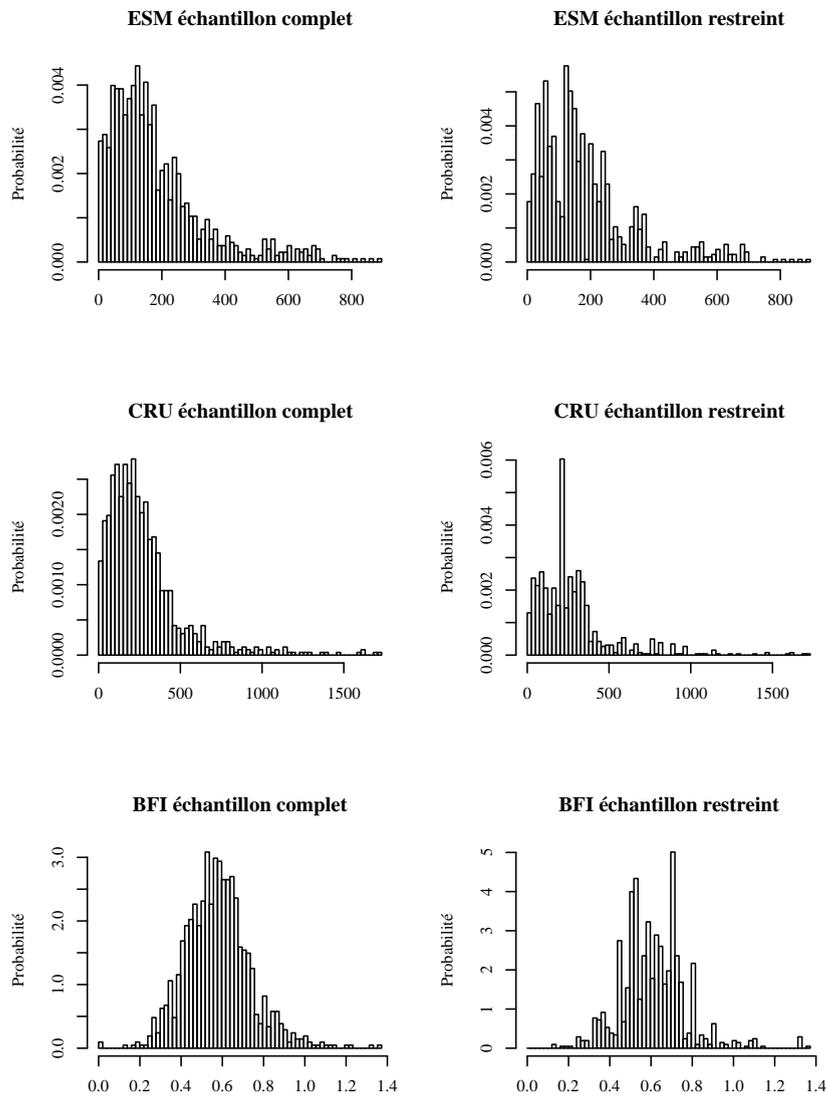 ESM échantillon complet
Probabilité
0.004
0.002
0.000
0 200 400 600 800
ESM échantillon restreint
Probabilité
0.004
0.002
0.000
0 200 400 600 800
CRU échantillon complet
Probabilité
0.0020
0.0010
0.0000
0 500 1000 1500
CRU échantillon restreint
Probabilité
0.006
0.004
0.002
0.000
0 500 1000 1500
BFI échantillon complet
Probabilité
3.0
2.0
1.0
0.0
0.0 0.2 0.4 0.6 0.8 1.0 1.2 1.4
BFI échantillon restreint
Probabilité
5
4
3
2
1
0
0.0 0.2 0.4 0.6 0.8 1.0 1.2 1.4